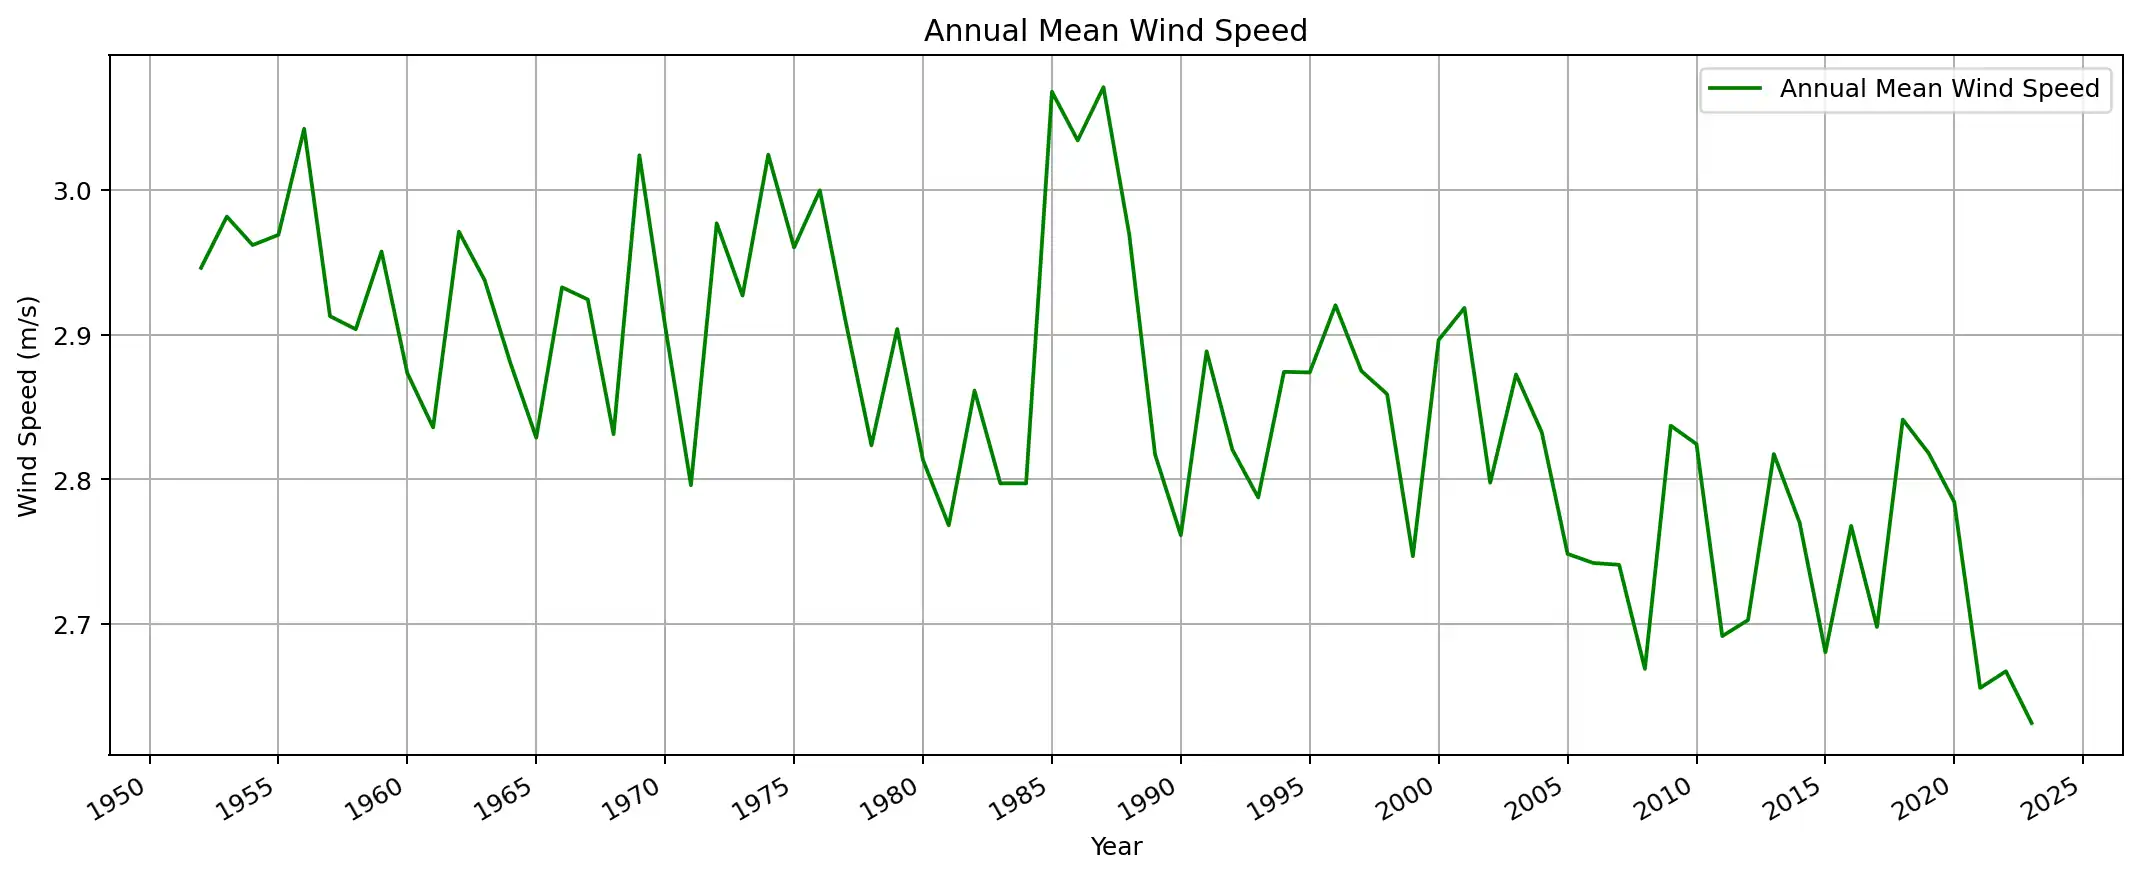 Annual Mean Wind Speed
Annual Mean Wind Speed
Wind Speed (m/s)
3.0
2.9
2.8
2.7
1950 1955 1960 1965 1970 1975 1980 1985 1990 1995 2000 2005 2010 2015 2020 2025
Year